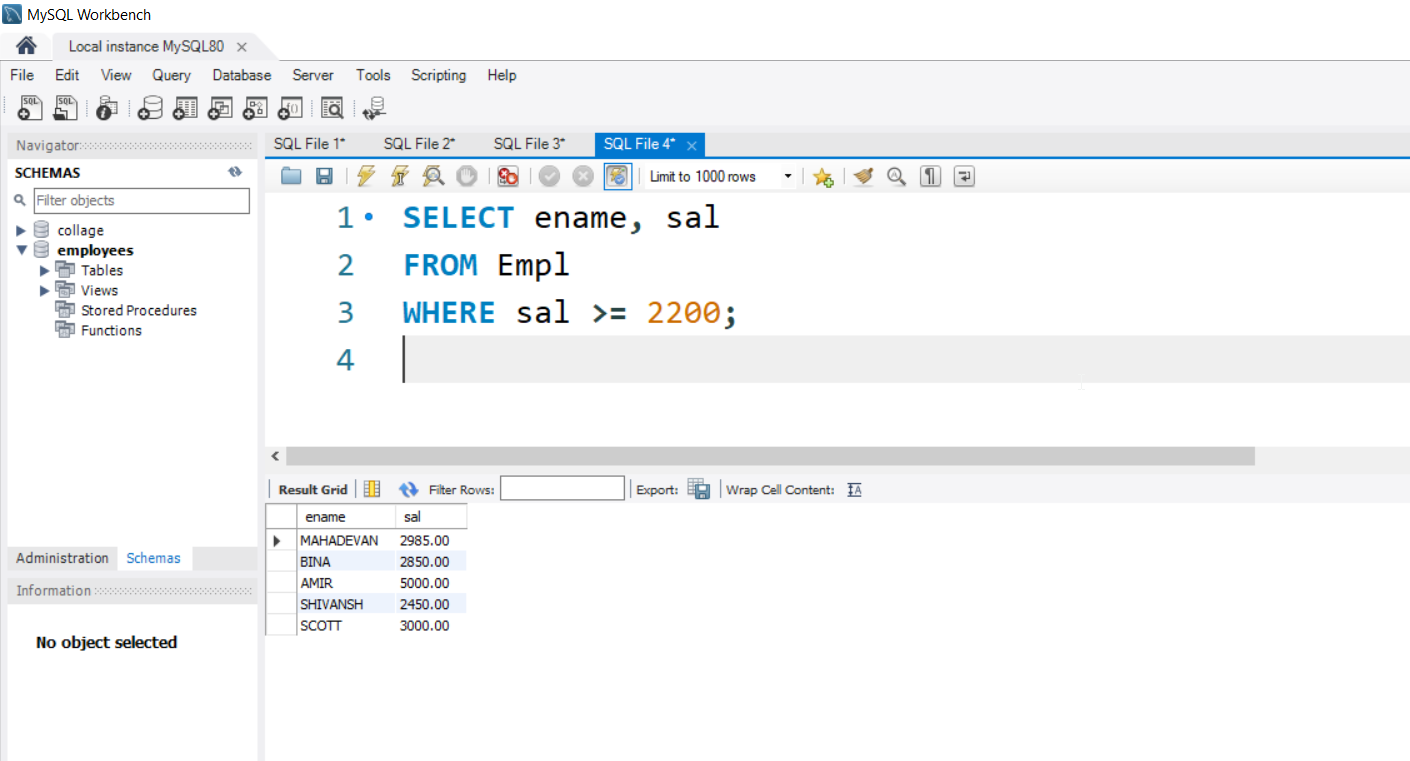 MySQL Workbench
Local instance MySQL80
File Edit View Query Database Server Tools Scripting Help
Navigator
SCHEMAS
Filter objects
collage
employees
Tables
Views
Stored Procedures
Functions
Administration Schemas
Information
No object selected
SQL File 1* SQL File 2* SQL File 3* SQL File 4*
Limit to 1000 rows
1 SELECT ename, sal
2 FROM Empl
3 WHERE sal >= 2200;
4
Result Grid Filter Rows: Export: Wrap Cell Content:
ename sal
MAHADEVAN 2985.00
BINA 2850.00
AMIR 5000.00
SHIVANSH 2450.00
SCOTT 3000.00